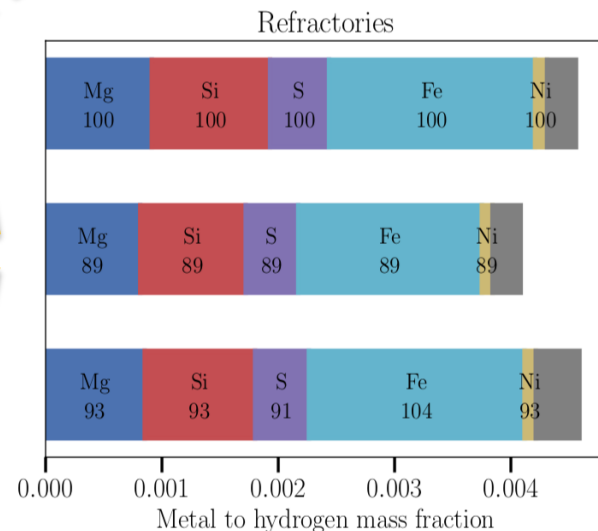 Refractories
Mg Si S Fe Ni
100 100 100 100 100
Mg Si S Fe Ni
89 89 89 89 89
Mg Si S Fe Ni
93 93 91 104 93
0.000 0.001 0.002 0.003 0.004
Metal to hydrogen mass fraction